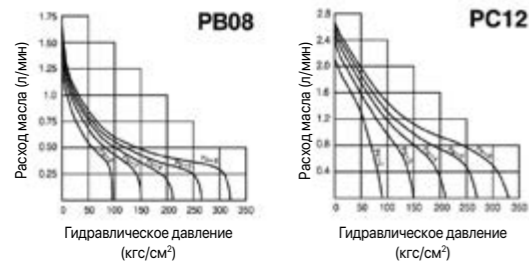 PB08
Расход масла (л/мин)
1.75
1.50
1.25
1.0
0.75
0.50
0.25
0 50 100 150 200 250 300 350
Гидравлическое давление
(кгс/см²)
PC12
Расход масла (л/мин)
2.8
2.4
2.0
1.6
1.2
0.8
0.4
0 50 100 150 200 250 300 350
Гидравлическое давление
(кгс/см²)